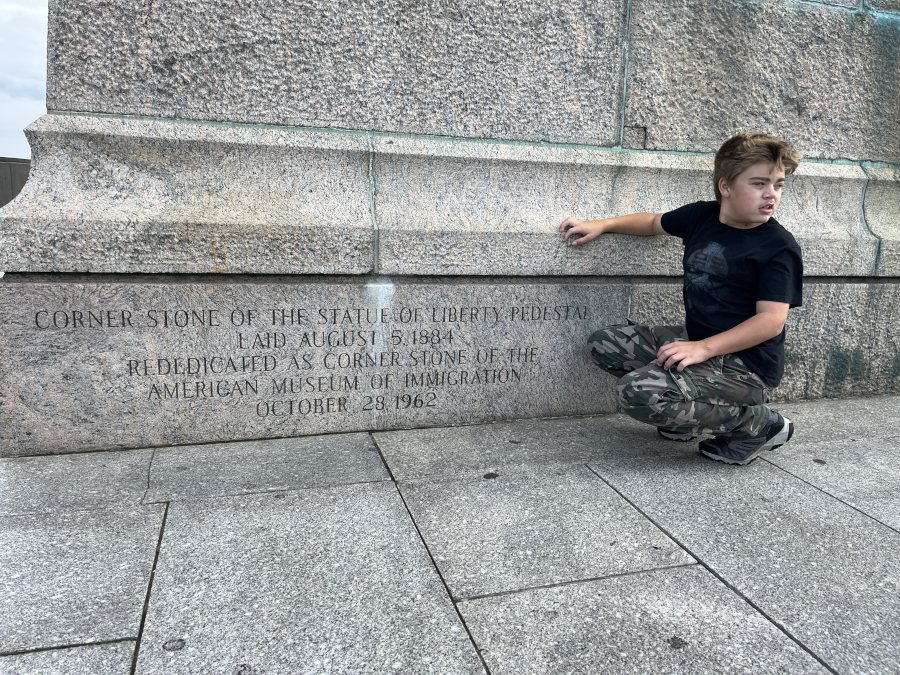 CORNER STONE OF THE STATUE OF LIBERTY PEDESTAL
LAID AUGUST 5, 1884
REDEDICATED AS CORNER STONE OF THE
AMERICAN MUSEUM OF IMMIGRATION
OCTOBER 28, 1962